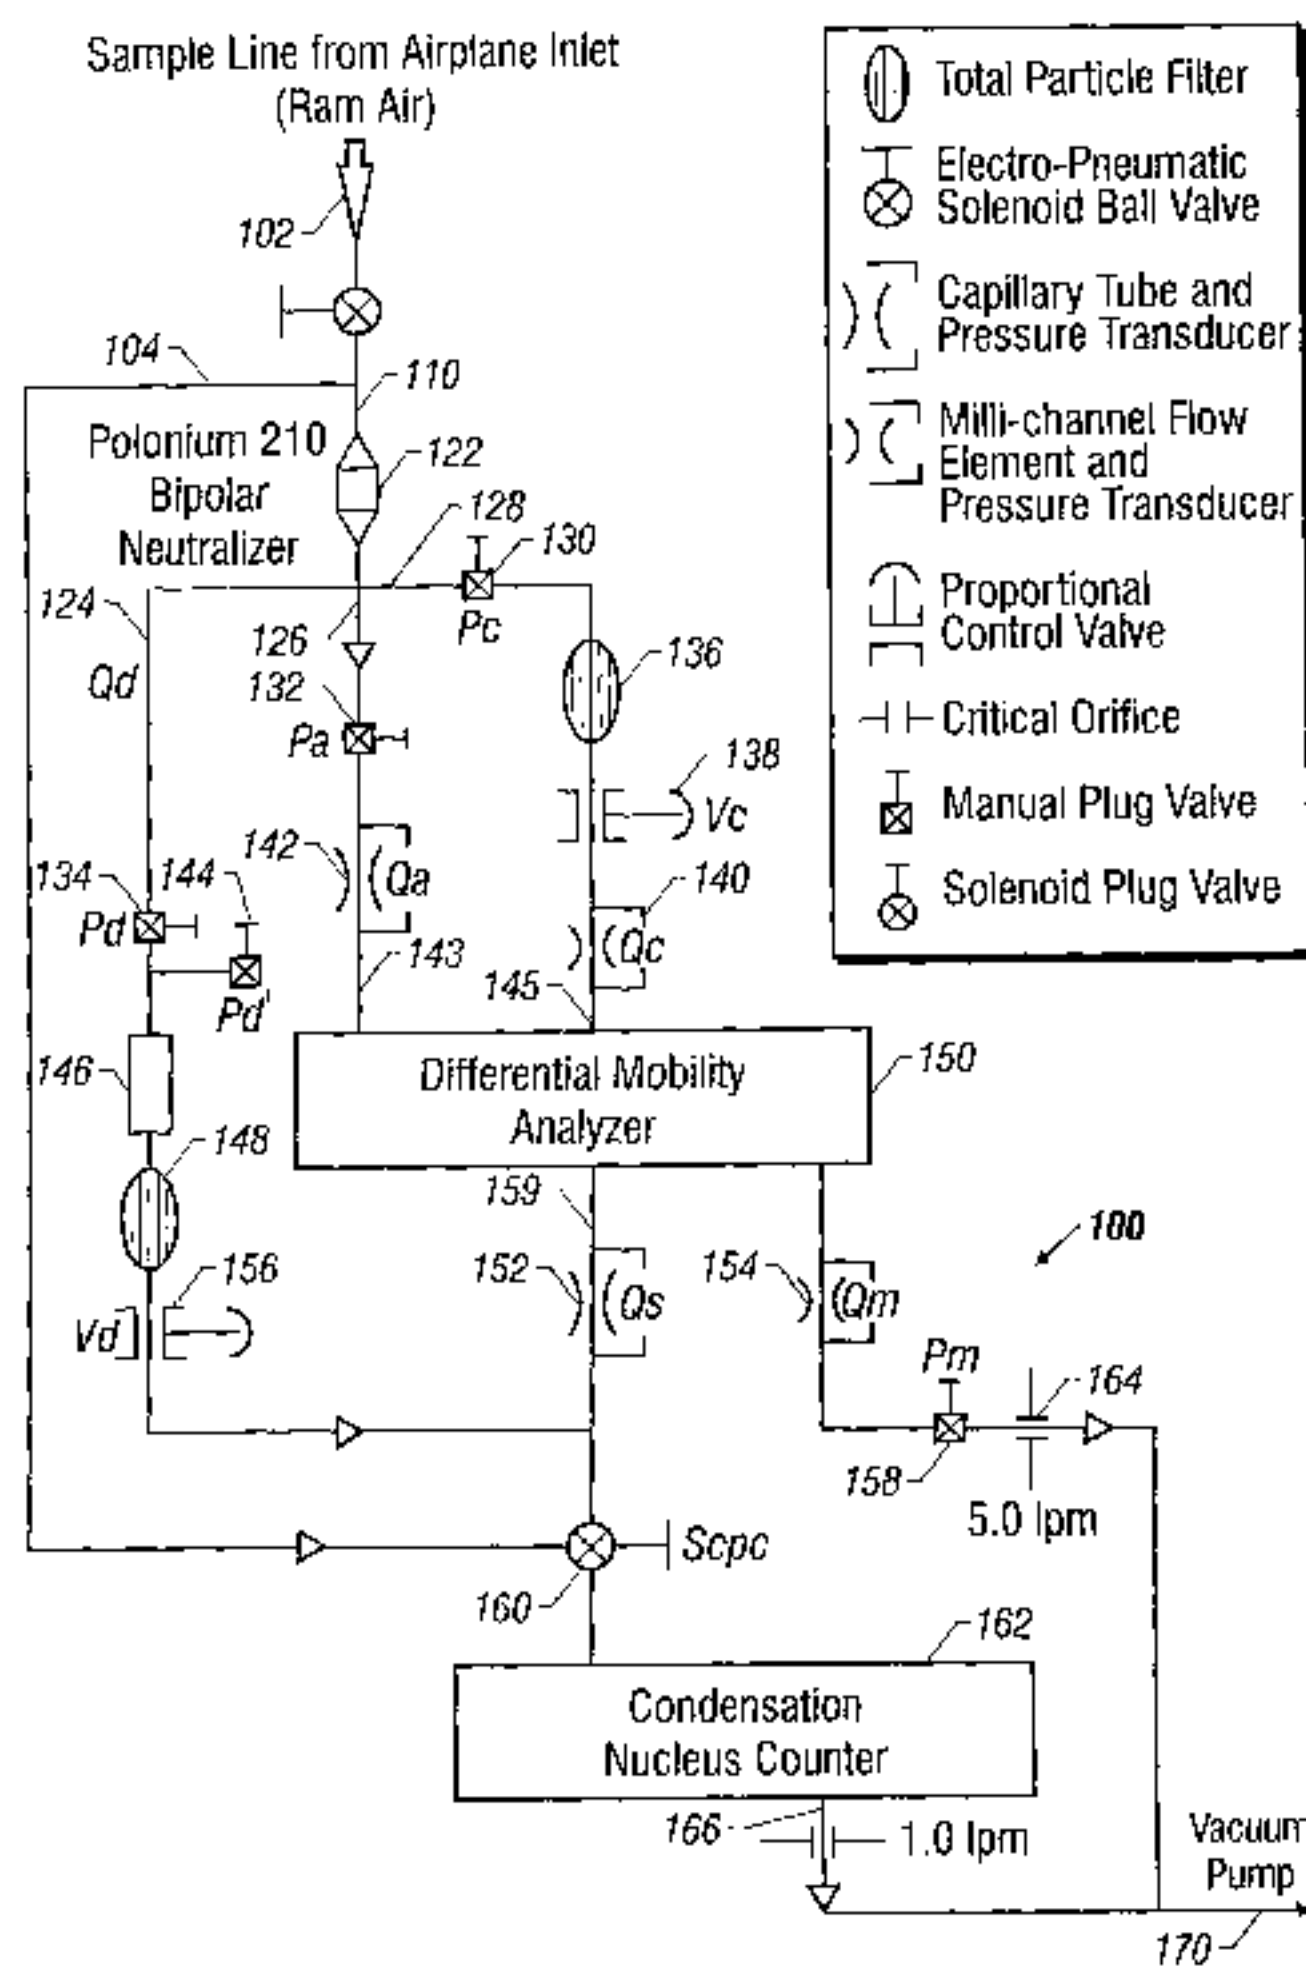 Sample Line from Airplane Inlet
(Ram Air)
102
104
110
Polonium 210
Bipolar
Neutralizer
122
128
130
Pc
124
126
Qd
132
Pa
136
138
Vc
142
Qa
140
Qc
134
144
Pd
Pd'
143
145
146
Differential Mobility
Analyzer
150
148
159
156
Vd
152
Qs
154
Qm
100
Pm
164
158
5.0 lpm
Scpc
160
162
Condensation
Nucleus Counter
166
1.0 lpm
Vacuum
Pump
170
Total Particle Filter
Electro-Pneumatic
Solenoid Ball Valve
Capillary Tube and
Pressure Transducer
Milli-channel Flow
Element and
Pressure Transducer
Proportional
Control Valve
Critical Orifice
Manual Plug Valve
Solenoid Plug Valve